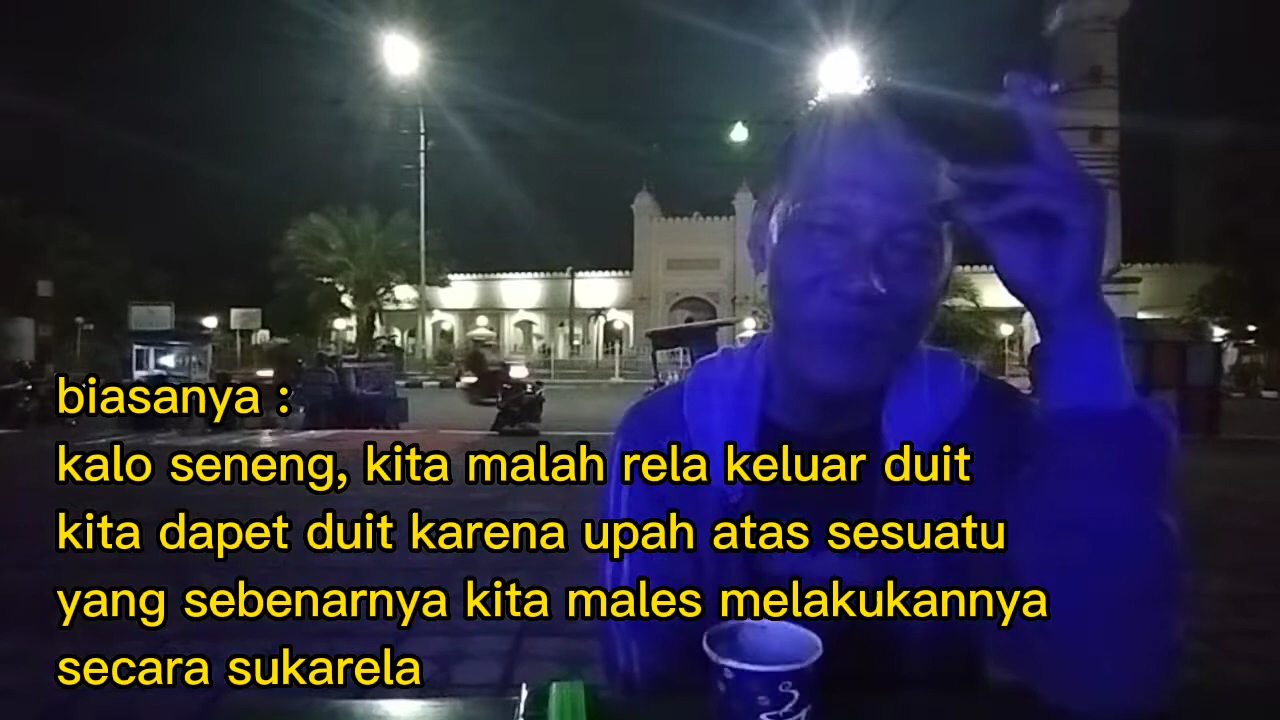 biasanya :
kalo seneng, kita malah rela keluar duit
kita dapet duit karena upah atas sesuatu
yang sebenarnya kita males melakukannya
secara sukarela